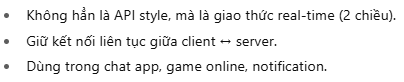 • Không hẳn là API style, mà là giao thức real-time (2 chiều).
• Giữ kết nối liên tục giữa client ↔ server.
• Dùng trong chat app, game online, notification.